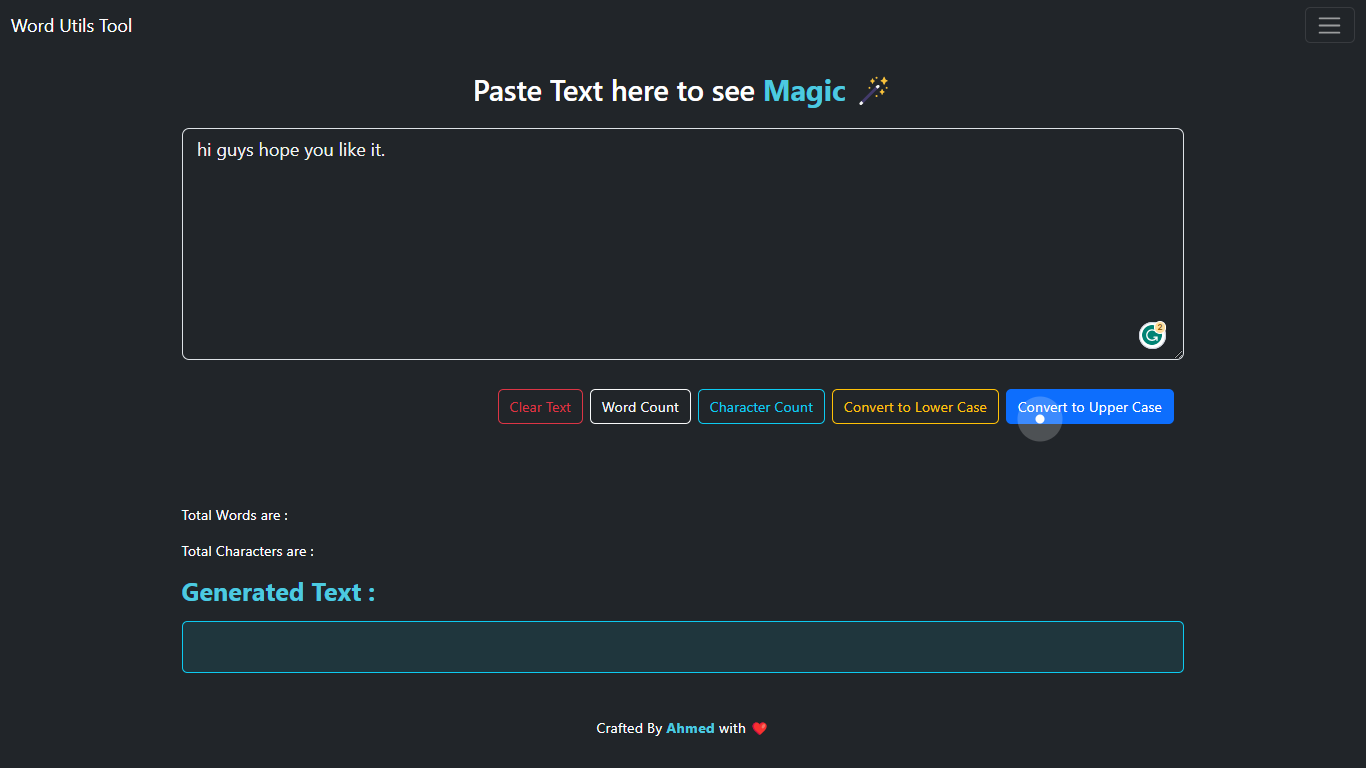 Word Utils Tool
Paste Text here to see Magic 🪄
hi guys hope you like it.
2
Clear Text Word Count Character Count Convert to Lower Case Convert to Upper Case
Total Words are :
Total Characters are :
Generated Text :
Crafted By Ahmed with ❤️